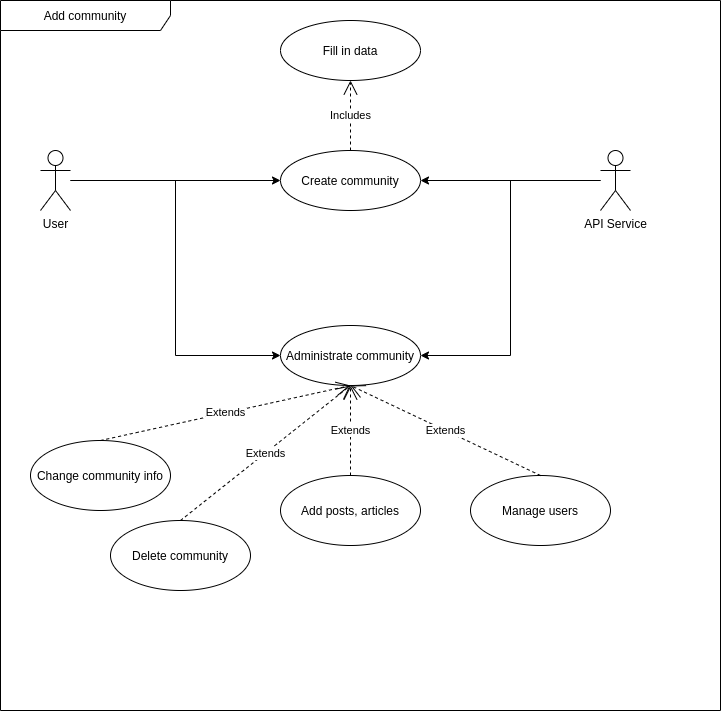 Add community
Fill in data
Includes
Create community
User
API Service
Administrate community
Extends
Extends
Extends
Extends
Change community info
Add posts, articles
Manage users
Delete community